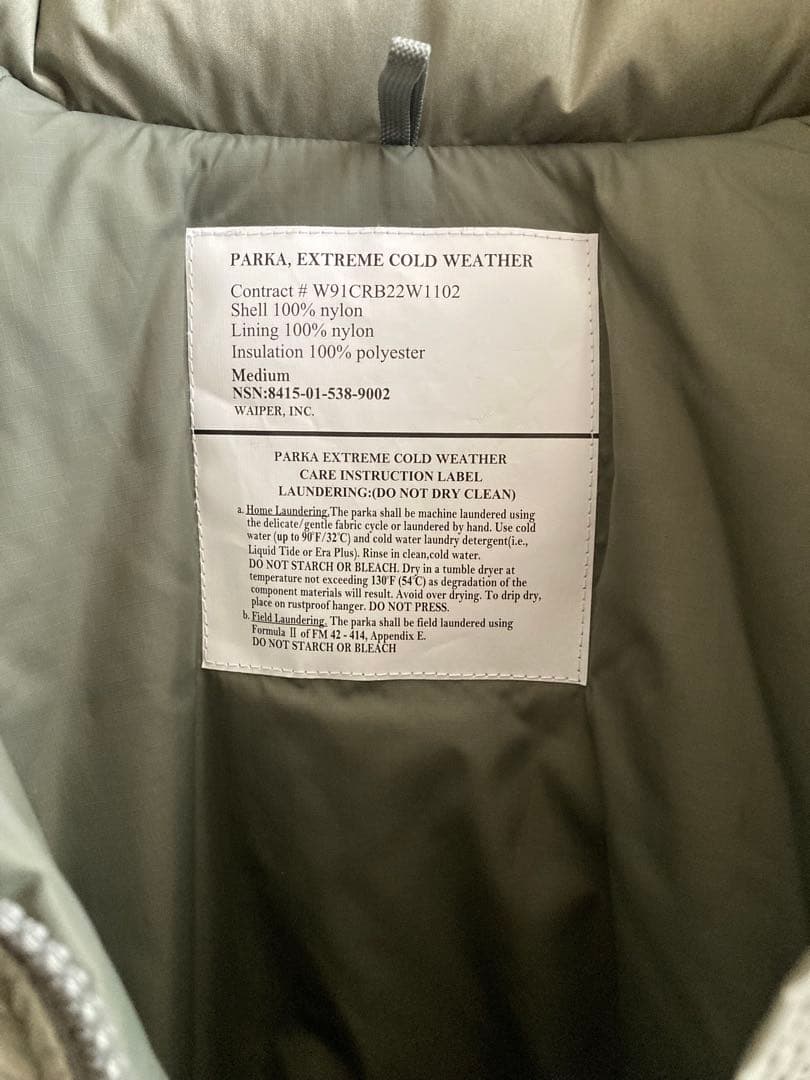 PARKA, EXTREME COLD WEATHER
Contract # W91CRB22W1102
Shell 100% nylon
Lining 100% nylon
Insulation 100% polyester
Medium
NSN:8415-01-538-9002
WAIPER, INC.
PARKA EXTREME COLD WEATHER
CARE INSTRUCTION LABEL
LAUNDERING:(DO NOT DRY CLEAN)
a. Home Laundering.The parka shall be machine laundered using
the delicate/gentle fabric cycle or laundered by hand. Use cold
water (up to 90°F/32°C) and cold water laundry detergent(i.e.,
Liquid Tide or Era Plus). Rinse in clean,cold water.
DO NOT STARCH OR BLEACH. Dry in a tumble dryer at
temperature not exceeding 130°F (54°C) as degradation of the
component materials will result. Avoid over drying. To drip dry,
place on rustproof hanger. DO NOT PRESS.
b. Field Laundering. The parka shall be field laundered using
Formula II of FM 42 - 414, Appendix E.
DO NOT STARCH OR BLEACH